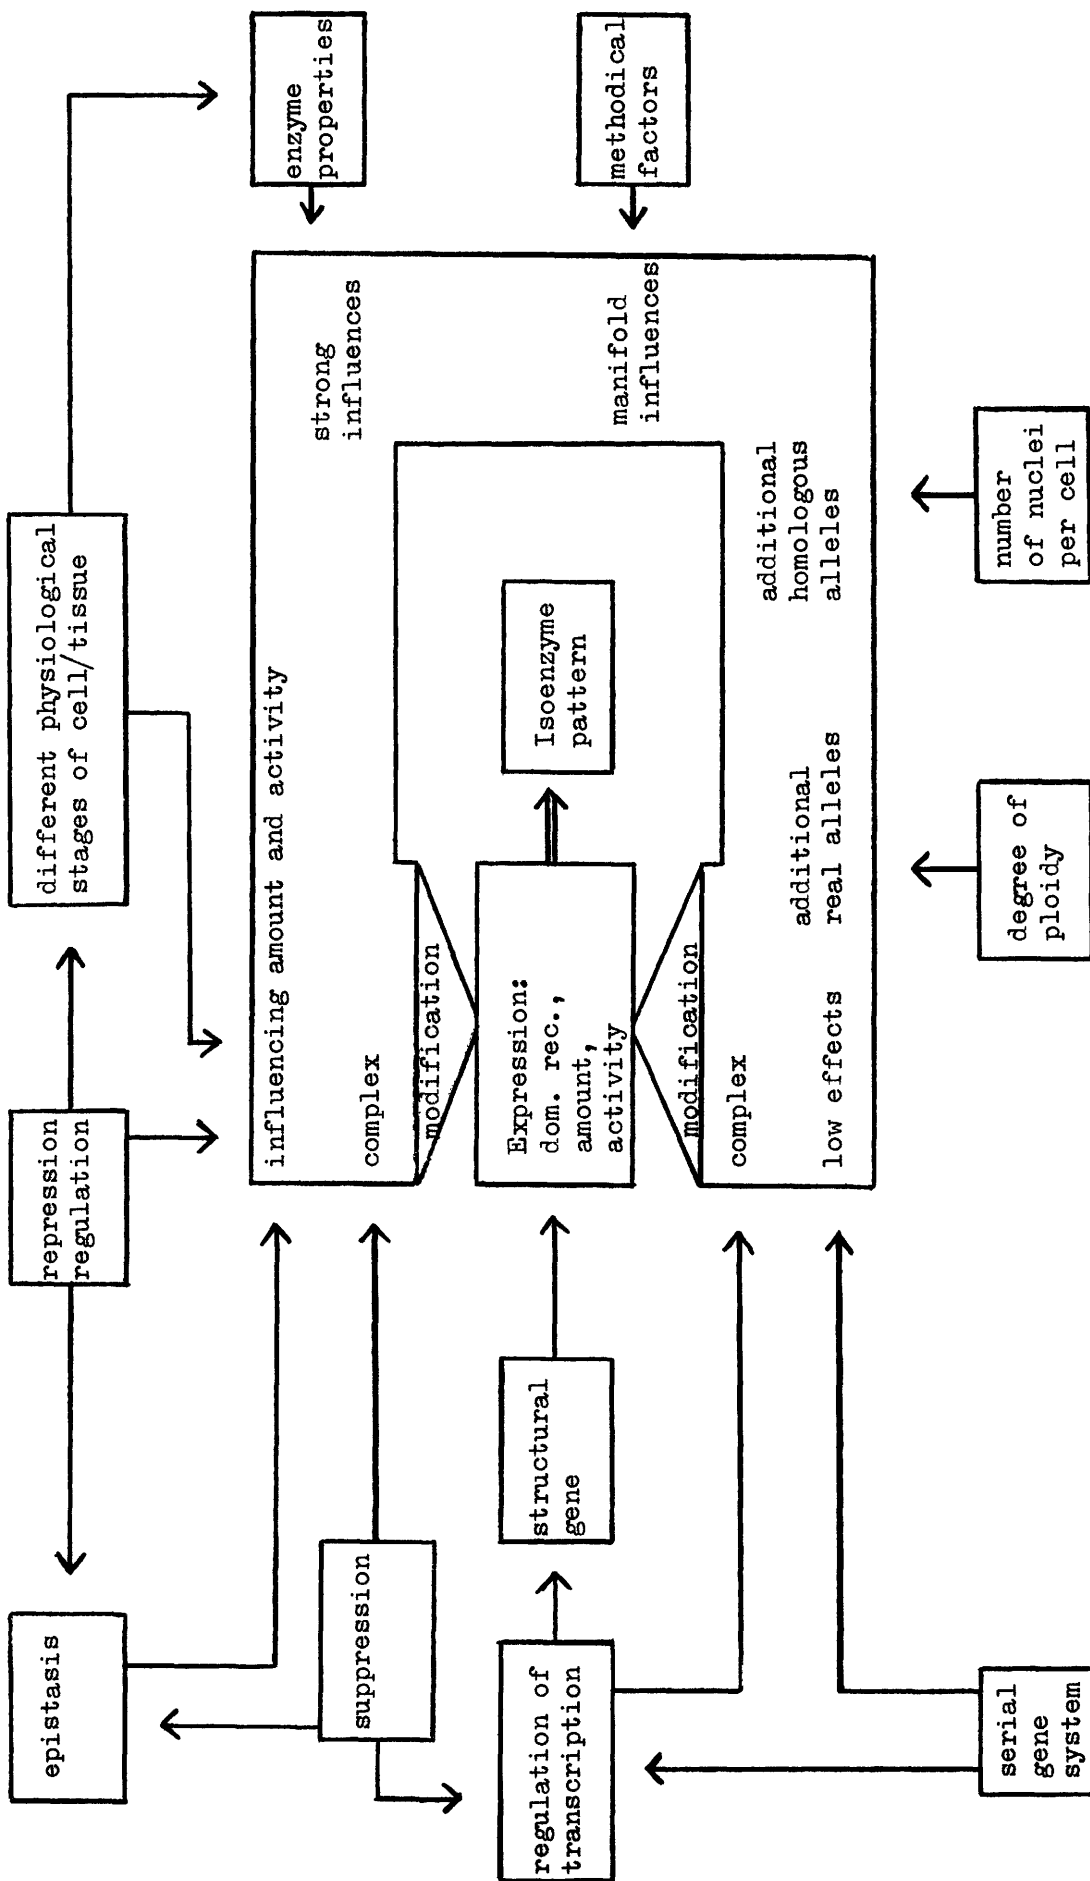 epistasis
repression
regulation
different physiological
stages of cell/tissue
enzyme
properties
suppression
influencing amount and activity
strong
influences
complex
modification
regulation of
transcription
structural
gene
Expression:
dom. rec.,
amount,
activity
Isoenzyme
pattern
manifold
influences
methodical
factors
modification
complex
low effects
additional
real alleles
additional
homologous
alleles
serial
gene
system
degree of
ploidy
number
of nuclei
per cell